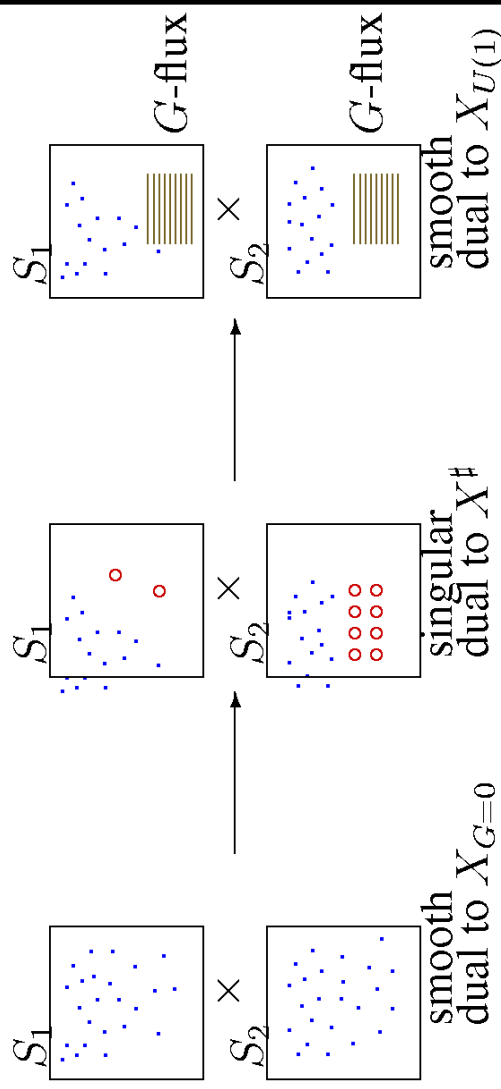 S₁ S₁ S₁
G-flux
× × ×
S₂ S₂ S₂
G-flux
smooth
dual to X_{G=0}
singular
dual to X^♯
smooth
dual to X_{U(1)}